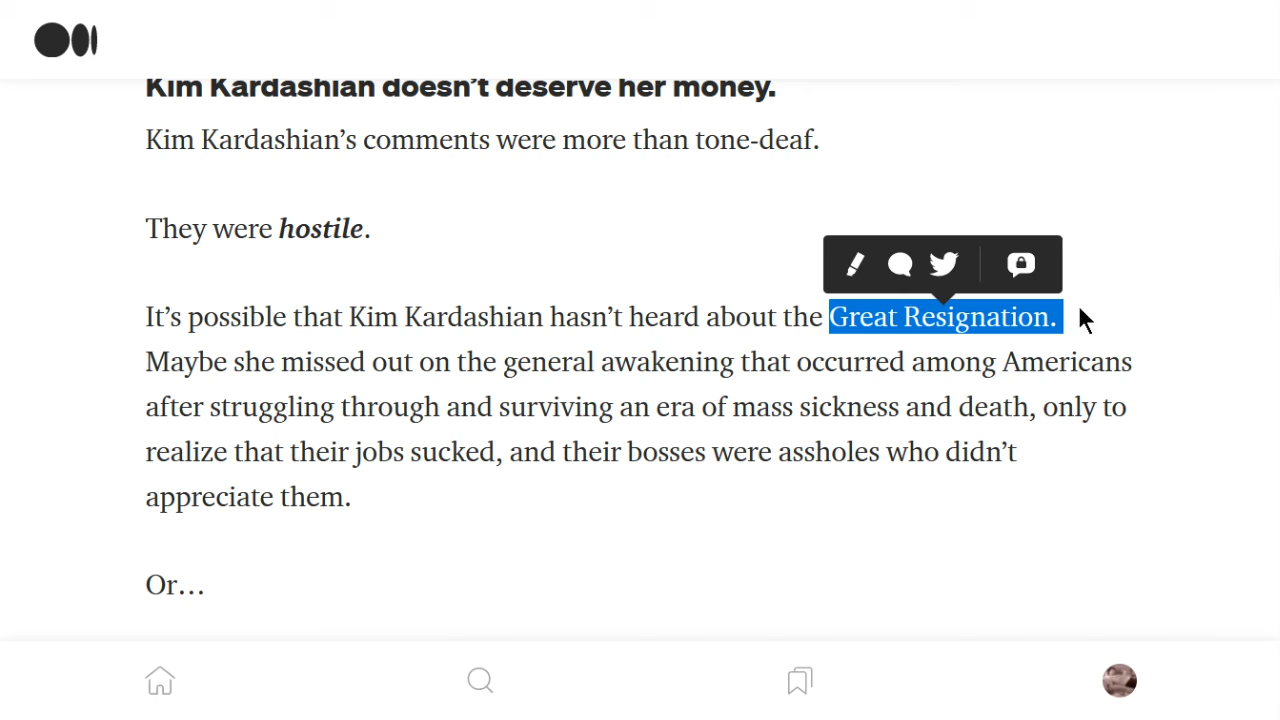 Kim Kardashian doesn’t deserve her money.
Kim Kardashian’s comments were more than tone-deaf.
They were hostile.
It’s possible that Kim Kardashian hasn’t heard about the Great Resignation.
Maybe she missed out on the general awakening that occurred among Americans
after struggling through and surviving an era of mass sickness and death, only to
realize that their jobs sucked, and their bosses were assholes who didn’t
appreciate them.
Or…